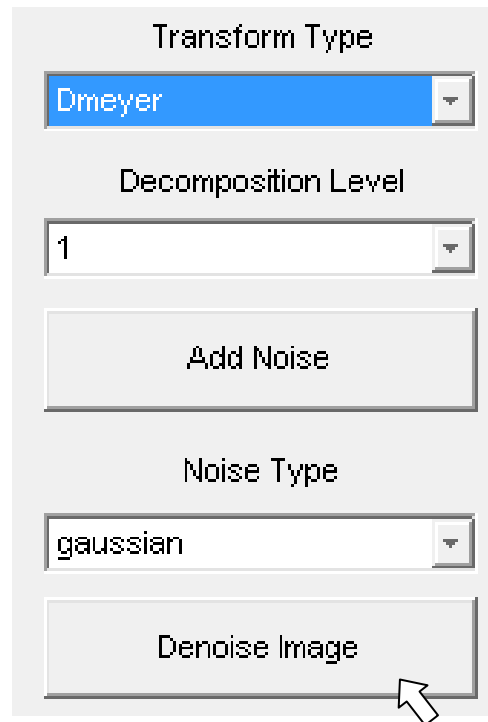 Transform Type
Dmeyer
Decomposition Level
1
Add Noise
Noise Type
gaussian
Denoise Image